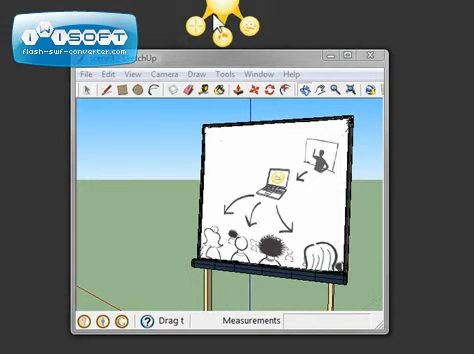 iWiSOFT
flash-swf-converter.com
SketchUp
File Edit View Camera Draw Tools Window Help
Drag t
Measurements